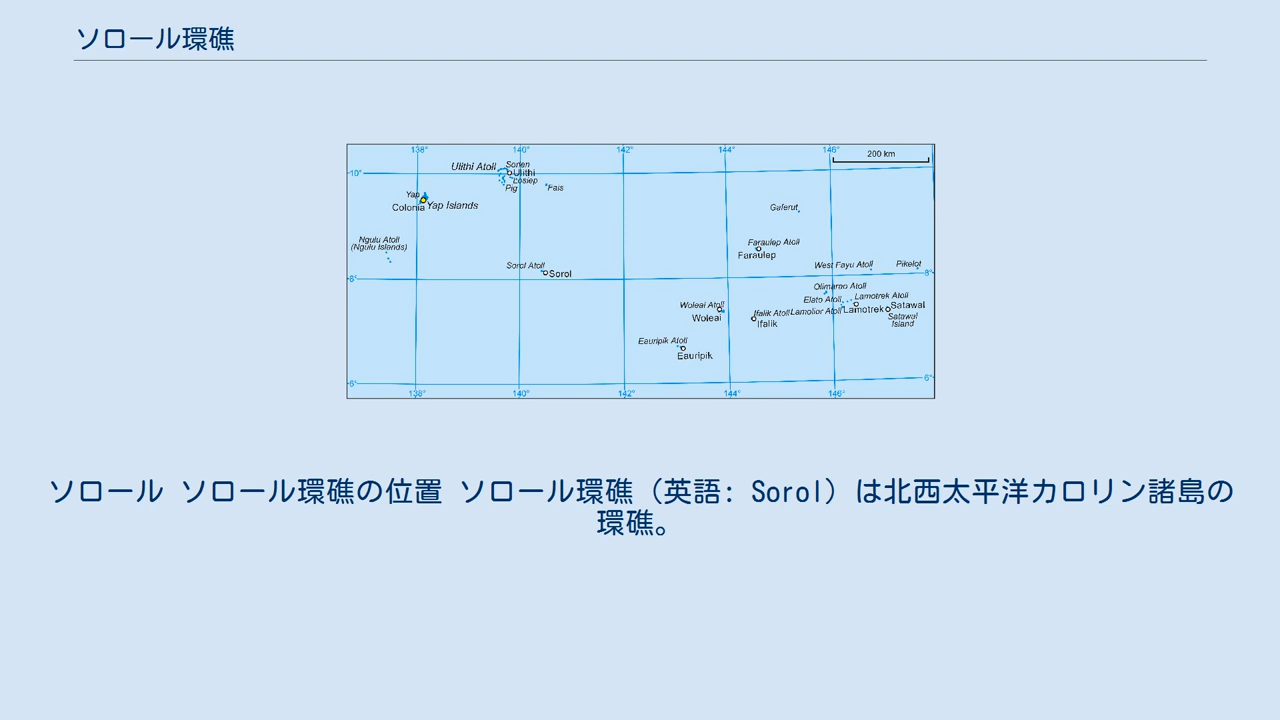 ソロール環礁
138°
140°
142°
144°
146°
200 km
10°
Ulithi Atoll
Sorien
Ulithi
Losiep
Pig
Fais
Yap
Colonia
Yap Islands
Gaferut
Ngulu Atoll
(Ngulu Islands)
Faraulep Atoll
Faraulep
Sorol Atoll
Sorol
West Fayu Atoll
Pikelot
8°
8°
Olimarao Atoll
Elato Atoll
Lamotrek Atoll
Woleai Atoll
Woleai
Ifalik Atoll
Ifalik
Lamolior Atoll
Lamotrek
Satawal
Satawal
Island
Eauripik Atoll
Eauripik
6°
6°
138°
140°
142°
144°
146°
ソロール ソロール環礁の位置 ソロール環礁（英語: Sorol）は北西太平洋カロリン諸島の
環礁。